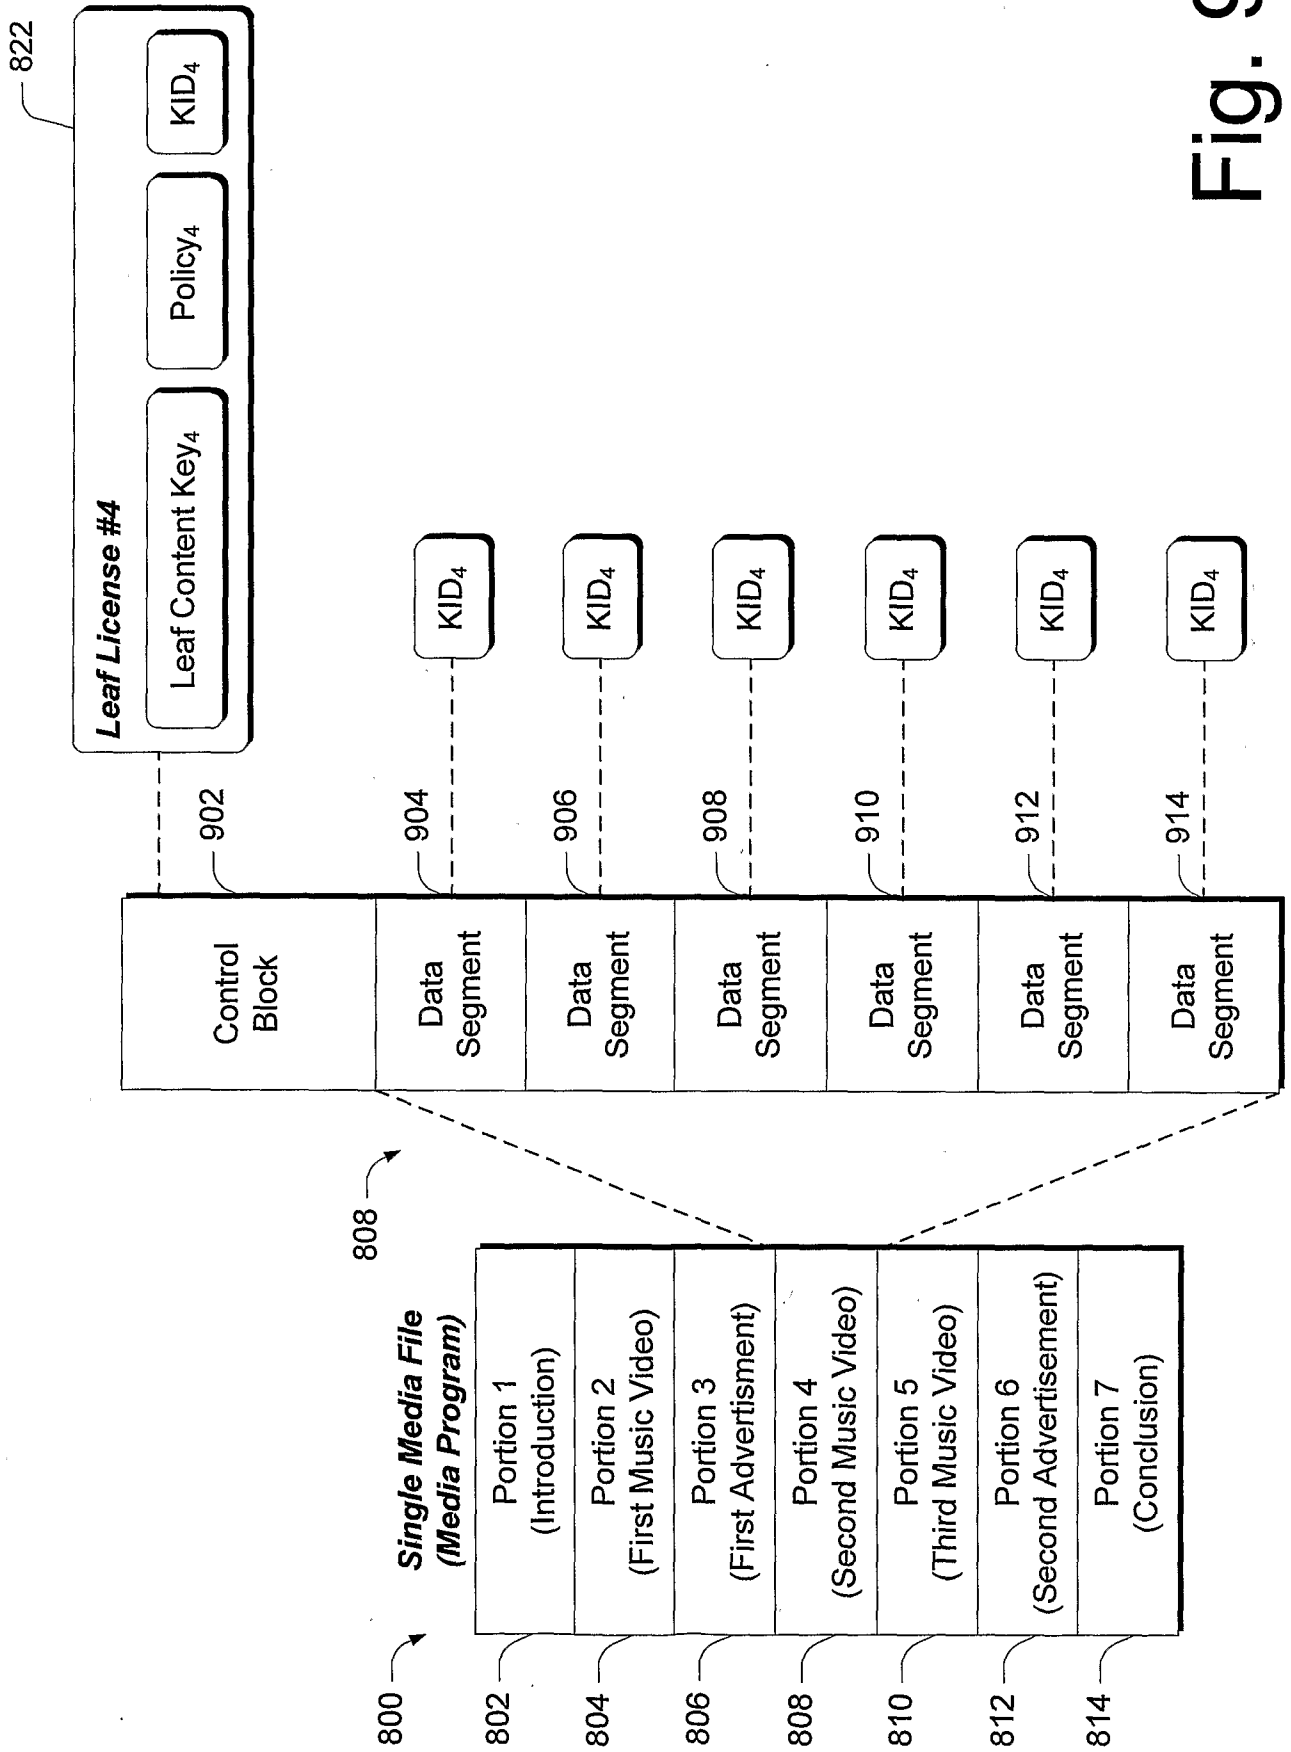 800
Single Media File
(Media Program)
802
Portion 1
(Introduction)
804
Portion 2
(First Music Video)
806
Portion 3
(First Advertisment)
808
Portion 4
(Second Music Video)
810
Portion 5
(Third Music Video)
812
Portion 6
(Second Advertisement)
814
Portion 7
(Conclusion)
808
Control
Block
902
Data
Segment
904
KID4
Data
Segment
906
KID4
Data
Segment
908
KID4
Data
Segment
910
KID4
Data
Segment
912
KID4
Data
Segment
914
KID4
822
Leaf License #4
Leaf Content Key4
Policy4
KID4
Fig. 9